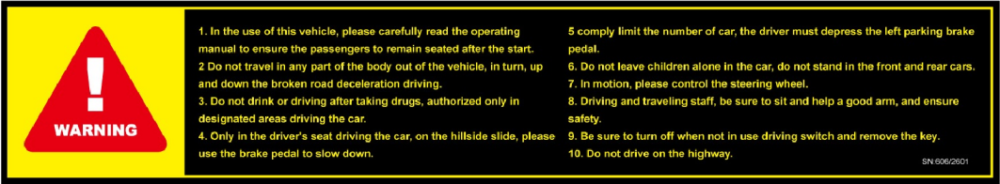 WARNING
1. In the use of this vehicle, please carefully read the operating
manual to ensure the passengers to remain seated after the start.
2 Do not travel in any part of the body out of the vehicle, in turn, up
and down the broken road deceleration driving.
3. Do not drink or driving after taking drugs, authorized only in
designated areas driving the car.
4. Only in the driver's seat driving the car, on the hillside slide, please
use the brake pedal to slow down.
5 comply limit the number of car, the driver must depress the left parking brake
pedal.
6. Do not leave children alone in the car, do not stand in the front and rear cars.
7. In motion, please control the steering wheel.
8. Driving and traveling staff, be sure to sit and help a good arm, and ensure
safety.
9. Be sure to turn off when not in use driving switch and remove the key.
10. Do not drive on the highway.
SN:606/2601